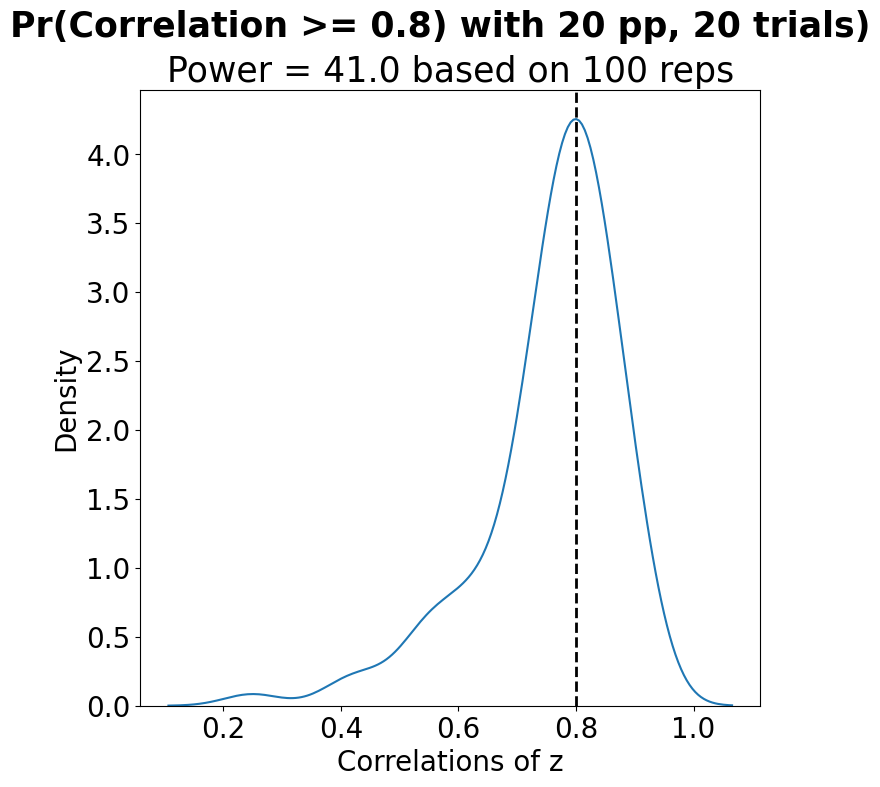 Pr(Correlation >= 0.8) with 20 pp, 20 trials)
Power = 41.0 based on 100 reps
4.0
3.5
3.0
2.5
2.0
1.5
1.0
0.5
0.0
Density
0.2 0.4 0.6 0.8 1.0
Correlations of z